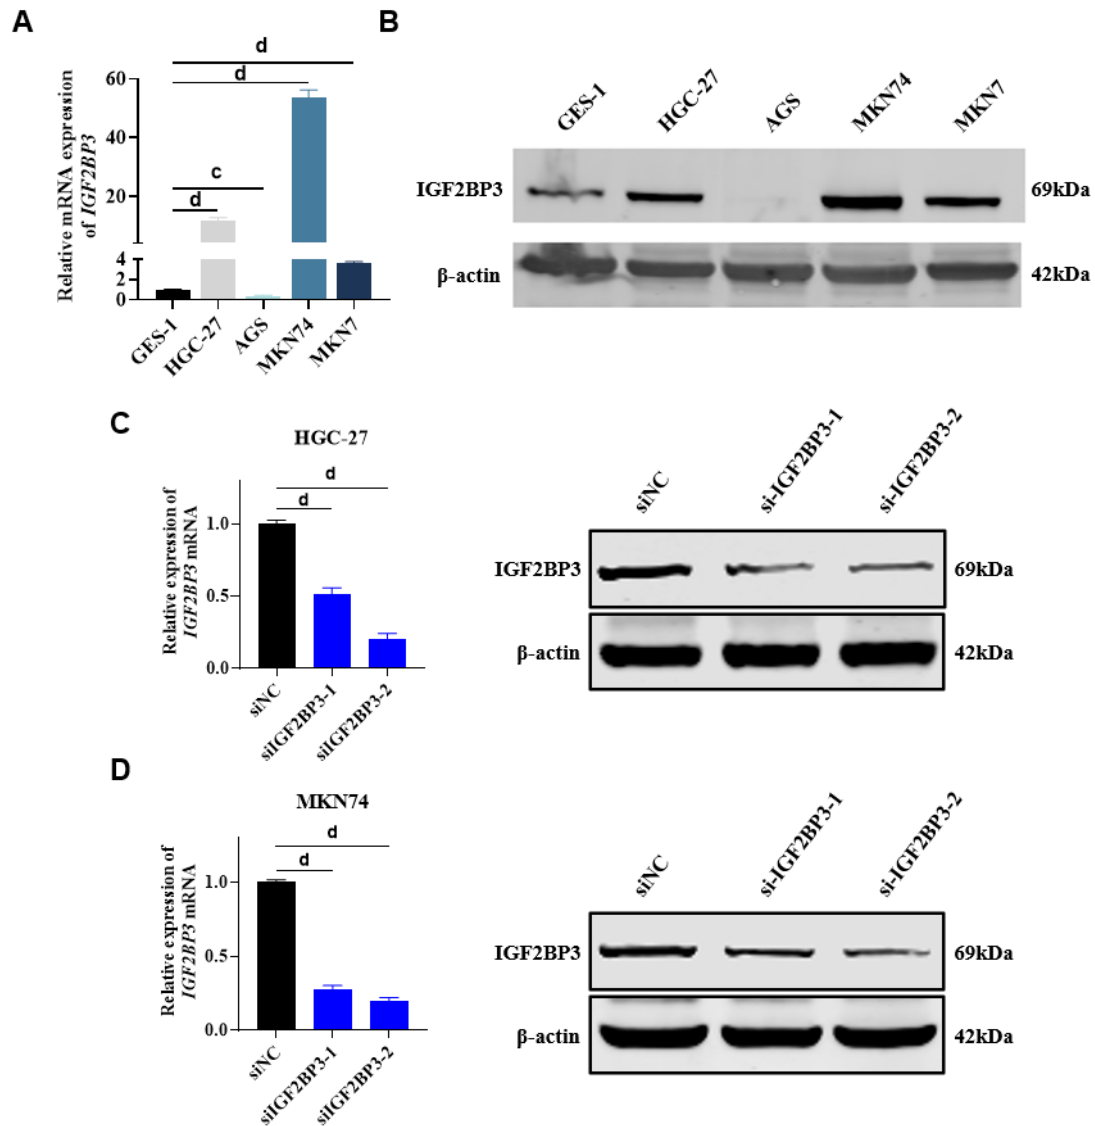 A
Relative mRNA expression
of IGF2BP3
60
40
20
4
2
0
d
d
c
d
GES-1
HGC-27
AGS
MKN74
MKN7
B
GES-1
HGC-27
AGS
MKN74
MKN7
IGF2BP3
69kDa
β-actin
42kDa
C
HGC-27
Relative expression of
IGF2BP3 mRNA
1.0
0.5
0.0
d
d
siNC
siIGF2BP3-1
siIGF2BP3-2
siNC
si-IGF2BP3-1
si-IGF2BP3-2
IGF2BP3
69kDa
β-actin
42kDa
D
MKN74
Relative expression of
IGF2BP3 mRNA
1.0
0.5
0.0
d
d
siNC
siIGF2BP3-1
siIGF2BP3-2
siNC
si-IGF2BP3-1
si-IGF2BP3-2
IGF2BP3
69kDa
β-actin
42kDa